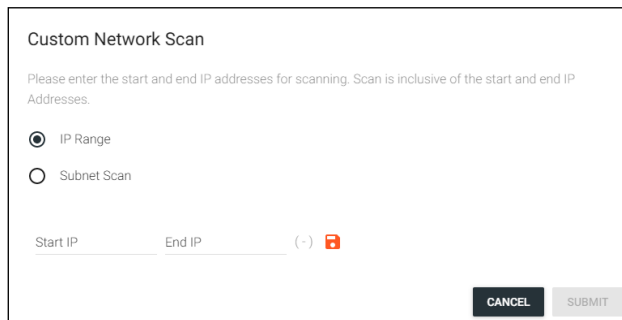 Custom Network Scan
Please enter the start and end IP addresses for scanning. Scan is inclusive of the start and end IP
Addresses.
IP Range
Subnet Scan
Start IP End IP (-)
CANCEL SUBMIT